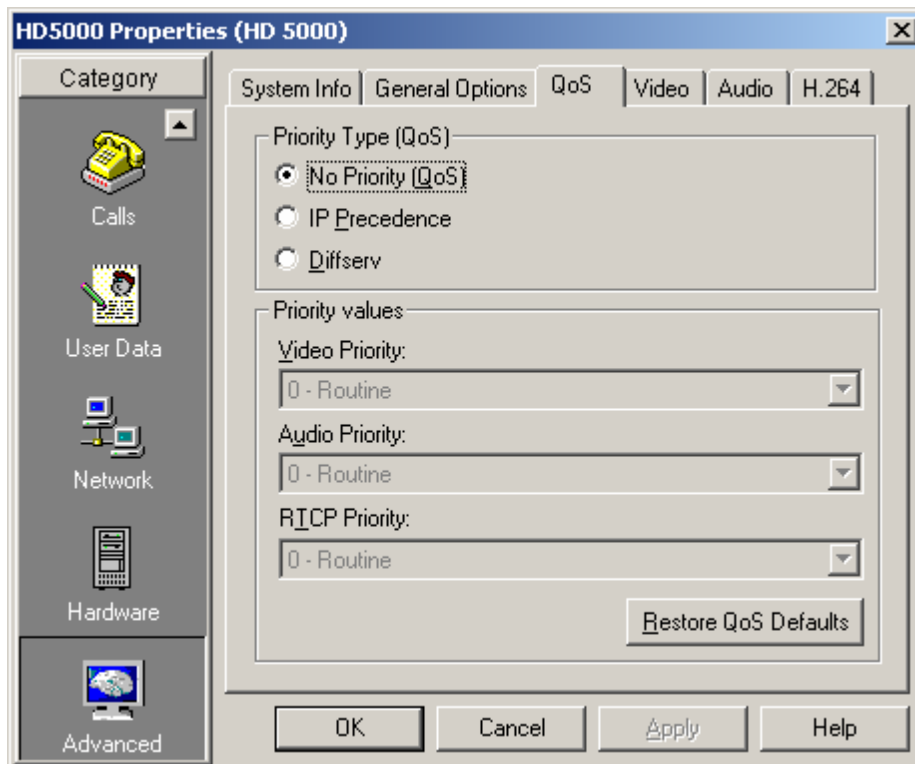 HD5000 Properties (HD 5000)
Category
Calls
User Data
Network
Hardware
Advanced
System Info
General Options
QoS
Video
Audio
H.264
Priority Type (QoS)
No Priority (QoS)
IP Precedence
Diffserv
Priority values
Video Priority:
0 - Routine
Audio Priority:
0 - Routine
RTCP Priority:
0 - Routine
Restore QoS Defaults
OK
Cancel
Apply
Help